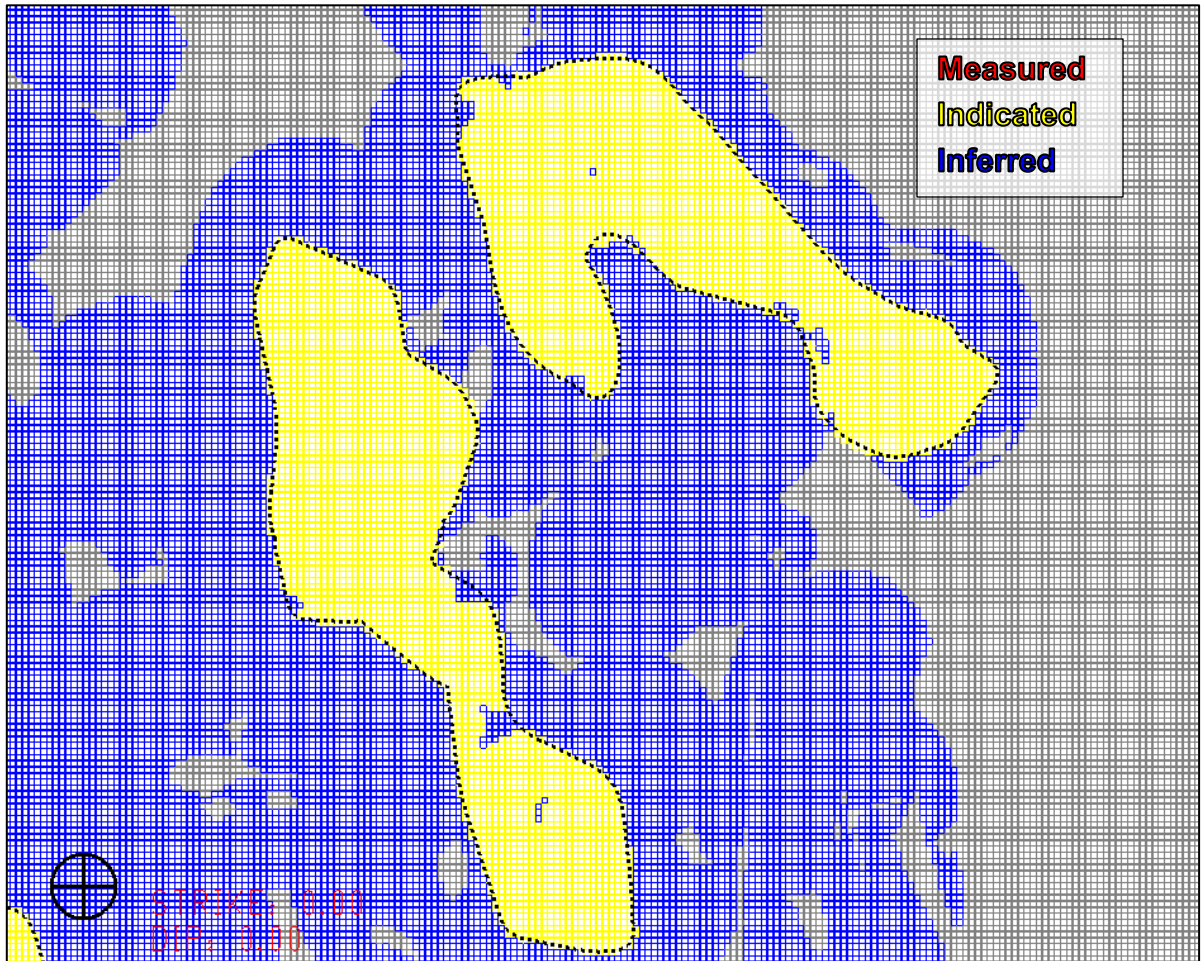 Measured
Indicated
Inferred
STRIKE: 0.00
DIP: 0.00